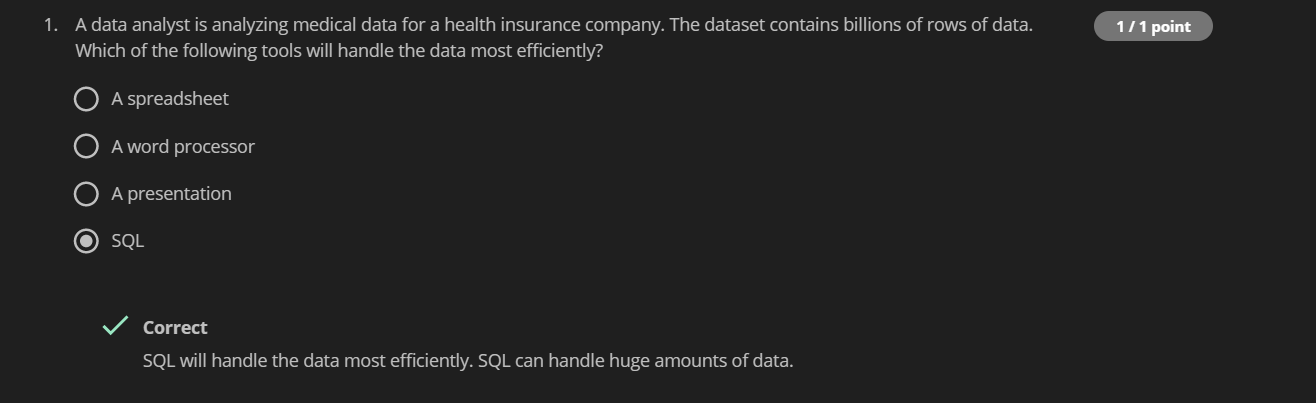 1. A data analyst is analyzing medical data for a health insurance company. The dataset contains billions of rows of data.
Which of the following tools will handle the data most efficiently?
1 / 1 point
A spreadsheet
A word processor
A presentation
SQL
Correct
SQL will handle the data most efficiently. SQL can handle huge amounts of data.